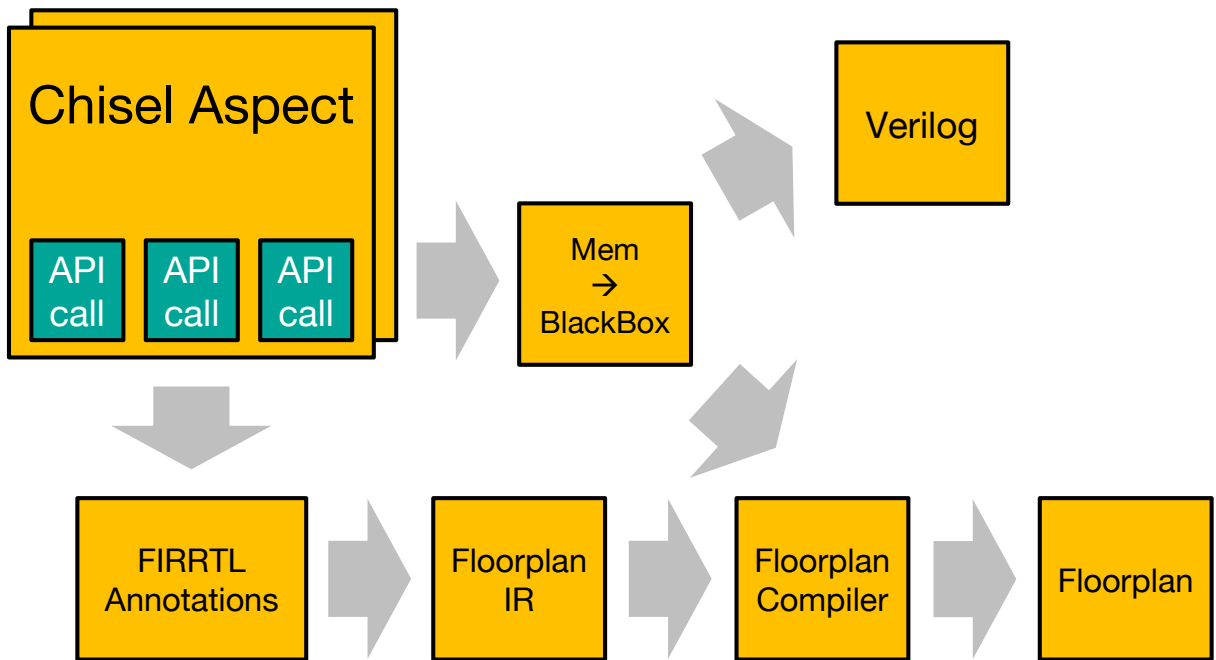 Chisel Aspect
API
call
API
call
API
call
Mem
→
BlackBox
Verilog
FIRRTL
Annotations
Floorplan
IR
Floorplan
Compiler
Floorplan